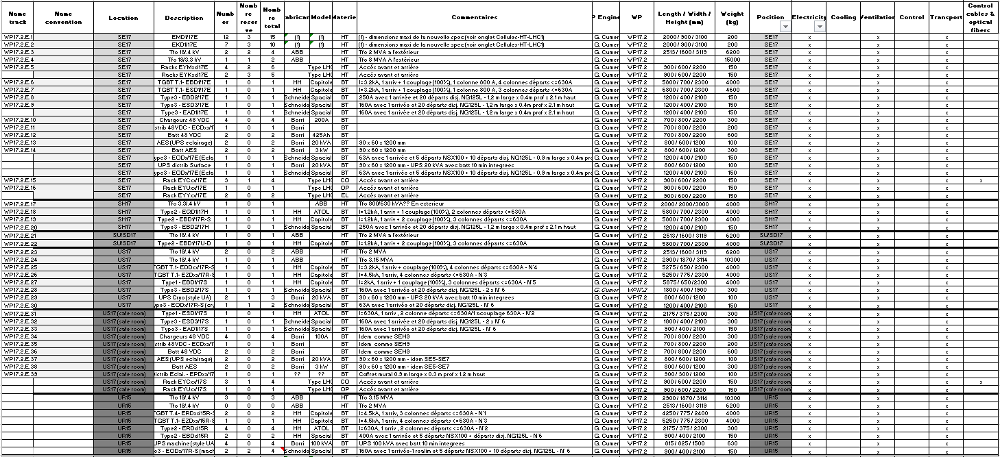 Name track Name convention Location Description Number Nombre reserve Nombre total Fabrican Model Materie Commentaires P Engine WP Length / Width / Height (mm) Weight (kg) Position Electricity Cooling Ventilation Control Transport Control cables & optical fibers
WP17.2.E.1 SE17 EMD1/17E 12 3 15 (1) (1) HT (1) - dimensions maxi de la nouvelle spec (voir onglet Cellules-HT-LHC1) G. Cumer WP17.2 2000 / 900 / 3100 200 SE17 x x x
WP17.2.E.2 SE17 EKD1/17E 7 3 10 (1) (1) HT (1) - dimensions maxi de la nouvelle spec (voir onglet Cellules-HT-LHC1) G. Cumer WP17.2 2000 / 900 / 3100 200 SE17 x x x
WP17.2.E.3 SE17 Tfo 18/.4 kV 2 2 4 ABB HT Tfo 2 MVA a l'extérieur G. Cumer WP17.2 2513 / 1600 / 3119 6200 SE17 x x x
WP17.2.E.4 SE17 Tfo 18/3.3 kV 1 1 2 ABB HT Tfo 8 MVA A l'extérieur G. Cumer WP17.2 15000 SE17 x x x
WP17.2.E.5 SE17 Racks EYMxx/17E 4 2 6 Type LHC BT Accés avant et arriére G. Cumer WP17.2 900 / 600 / 2200 150 SE17 x x x
SE17 Racks EYKxx/17E 2 3 5 Type LHC BT Accés avant et arriére G. Cumer WP17.2 900 / 600 / 2200 150 SE17 x x x
WP17.2.E.6 SE17 TGBT T.1- EBD1/17E 1 0 1 HH Capitole BT I=3.2kA, 1 arriv + 1 couplage (100%), 1 colonne 800 A, 4 colonnes départs <=630A G. Cumer WP17.2 5800 / 700 / 2300 4000 SE17 x x x
WP17.2.E.7 SE17 TGBT T.1- EBD1/17E 1 0 1 HH Capitole BT I=3.2kA, 1 arriv + 1 couplage (100%), 1 colonnes 800 A, 3 colonnes départs <=630A G. Cumer WP17.2 6800 / 700 / 2300 4600 SE17 x x x
WP17.2.E.8 SE17 Type3 - EBD2/17E 1 0 1 Schneide Spacial BT 250A avec 1 arrivée et 20 départs disj. NG125L - 1,2 m large x 0.4m prof x 2.1 m haut G. Cumer WP17.2 1200 / 400 / 2100 150 SE17 x x x
WP17.2.E.9 SE17 Type3 - ESD3/17E 1 0 1 Schneide Spacial BT 160A avec 1 arrivée et 20 départs disj. NG125L - 1,2 m large x 0.4m prof x 2.1 m haut G. Cumer WP17.2 1200 / 400 / 2100 150 SE17 x x x
SE17 Type3 - EAD1/17E 1 0 1 Schneide Spacial BT 160A avec 1 arrivée et 20 départs disj. NG125L - 1,2 m large x 0.4m prof x 2.1 m haut G. Cumer WP17.2 1200 / 400 / 2100 150 SE17 x x x
WP17.2.E.10 SE17 Chargeurs 48 VDC 4 0 4 Borri 200A BT G. Cumer WP17.2 700 / 800 / 2200 300 SE17 x x x
WP17.2.E.11 SE17 strib 48VDC - ECDxx/1 1 0 1 Borri BT G. Cumer WP17.2 700 / 800 / 2200 200 SE17 x x x
WP17.2.E.12 SE17 Batt 48 VDC 2 0 2 425Ah BT G. Cumer WP17.2 700 / 800 / 2200 600 SE17 x x x
WP17.2.E.13 SE17 AES (UPS eclairage) 2 0 2 Borri 20 kVA BT 90 x 60 x 1200 mm G. Cumer WP17.2 800 / 600 / 1200 100 SE17 x x x
WP17.2.E.14 SE17 Batt AES 2 0 2 Borri 3 kW BT 90 x 60 x 1200 mm G. Cumer WP17.2 800 / 600 / 1200 300 SE17 x x x
SE17 ype3 - EODx/17E (Ecla 1 0 1 Schneide Spacial BT 63A avec 1 arrivée et 5 départs NSX100 + 10 départs disj. NG125L - 0.9 m large x 0.4m pro G. Cumer WP17.2 1200 / 400 / 2100 150 SE17 x x x
SE17 UPS distrib Surface 1 0 1 Borri 20 kVA BT 90 x 60 x 1200 mm - UPS 20 kVA avec batt 10 min integrees G. Cumer WP17.2 800 / 600 / 1200 100 SE17 x x x
SE17 ype3 - EODx/17E (Ecla 1 0 1 Schneide Spacial BT 63A avec 1 arrivée et 5 départs NSX100 + 10 départs disj. NG125L - 0.9 m large x 0.4m pro G. Cumer WP17.2 1200 / 400 / 2100 150 SE17 x x x
WP17.2.E.15 SE17 Rack EYCxx/17E 3 1 4 Type LHC CO Accés avant et arriére G. Cumer WP17.2 900 / 600 / 2200 150 SE17 x x x x
WP17.2.E.16 SE17 Rack EYUxx/17E 1 0 1 Type LHC OP Accés avant et arriére G. Cumer WP17.2 900 / 600 / 2200 150 SE17 x x x
SE17 Rack EYYxx/17E 2 0 2 Type LHC EL Accés avant et arriére G. Cumer WP17.2 900 / 600 / 2200 150 SE17 x x x
WP17.2.E.17 SH17 Tfo 3.3/.4 kV 1 0 1 ABB HT Tfo 800/630 kVA?? En exterieur G. Cumer WP17.2 2000 / 2000 /3000 4000 SH17 x x x
WP17.2.E.18 SH17 Type2 - EQD1/17H 1 0 1 HH ATOL BT I=1.2kA, 1 arriv + 1 couplage (100%), 2 colonnes départs <=630A G. Cumer WP17.2 5800 / 700 / 2300 4000 SH17 x x x
WP17.2.E.19 SH17 Type2 - EBD1/17R-S 1 0 1 HH Capitole BT I=1.2kA, 1 arriv + 2 couplage (100%), 3 colonnes départs <=630A G. Cumer WP17.2 5800 / 700 / 2300 4000 SH17 x x x
WP17.2.E.20 SH17 Type3 - EBD2/17H 1 0 1 Schneide Spacial BT 250A avec 1 arrivée et 20 départs disj. NG125L - 1,2 m large x 0.4m prof x 2.1 m haut G. Cumer WP17.2 1200 / 400 / 2100 150 SH17 x x x
WP17.2.E.21 SU/SD17 Tfo 18/.4 kV 1 0 1 ABB HT Tfo 2 MVA a l'extérieur G. Cumer WP17.2 2513 / 1600 / 3119 6200 SU/SD17 x x x
WP17.2.E.22 SU/SD17 Type2 - EBD1/17U-D 1 0 1 HH Capitole BT I=1.2kA, 1 arriv + 2 couplage (100%), 3 colonnes départs <=630A G. Cumer WP17.2 5800 / 700 / 2300 4000 SU/SD17 x x x
WP17.2.E.23 US17 Tfo 18/.4 kV 2 0 2 ABB HT Tfo 2 MVA G. Cumer WP17.2 2513 / 1600 / 3119 6200 US17 x x x
WP17.2.E.24 US17 Tfo 18/.4 kV 1 0 1 ABB HT Tfo 3.15 MVA G. Cumer WP17.2 2900 / 1870 / 3114 10300 US17 x x x
WP17.2.E.25 US17 TGBT T.1- EDDxx/17R-S 1 0 1 HH Capitole BT I=3.2kA, 1 arriv + couplage (100%), 4 colonnes départs <=630A - N°4 G. Cumer WP17.2 5275 / 650 / 2300 4000 US17 x x x
WP17.2.E.26 US17 TGBT T.1- EZDxx/17R-S 1 0 1 HH Capitole BT I=4.5kA, 1 arriv, 4 colonnes départs <=630A - N°3 G. Cumer WP17.2 5250 / 775 / 2300 4000 US17 x x x
WP17.2.E.27 US17 Type1 - EBD1/17S 1 0 1 HH Capitole BT I=2kA, 1 arriv + 1 couplage (100%), 3 colonnes départs <=630A - N°5 G. Cumer WP17.2 5875 / 650 /2300 4000 US17 x x x
WP17.2.E.28 US17 Type3 - EBD2/17S 1 0 1 Schneide Spacial BT 160A avec 1 arrivée et 20 départs disj. NG125L - 2 x N° 6 G. Cumer WP17.2 1800 / 400 / 1900 300 US17 x x x
WP17.2.E.29 US17 UPS Cryo (style UA) 2 1 3 Borri 20 kVA BT 90 x 60 x 1200 mm - UPS 20 kVA avec batt 10 min integrees G. Cumer WP17.2 800 / 600 / 1200 100 US17 x x x
WP17.2.E.30 US17 ype3 - EODx/17R-S (cry 1 1 2 Schneide Spacial BT 63A avec 1 arrivée et 20 départs disj. NG125L - N° 6 G. Cumer WP17.2 1200 / 400 / 2100 150 US17 x x x
WP17.2.E.31 US17 (safe room) Type1 - ESD1/17S 1 0 1 HH ATOL BT I=630A, 1 arriv , 2 colonne départs <=630A/1 acouplage 630A - N°2 G. Cumer WP17.2 2175 / 375 / 2300 300 US17 (safe room) x x x
WP17.2.E.32 US17 (safe room) Type3 - ESD3/17S 1 0 1 Schneide Spacial BT 160A avec 1 arrivée et 20 départs disj. NG125L - 2 x N° 6 G. Cumer WP17.2 1800 / 400 / 2100 300 US17 (safe room) x x x
WP17.2.E.33 US17 (safe room) Type3 - EAD1/17S 1 0 1 Schneide Spacial BT 160A avec 1 arrivée et 20 départs disj. NG125L - N° 6 G. Cumer WP17.2 900 / 400 / 2100 150 US17 (safe room) x x x
WP17.2.E.34 US17 (safe room) Chargeurs 48 VDC 4 0 4 Borri 100A BT Idem comme SEH9 G. Cumer WP17.2 700 / 800 / 2200 300 US17 (safe room) x x x
WP17.2.E.35 US17 (safe room) strib 48VDC - ECDxx/1 1 0 1 Borri BT Idem comme SEH9 G. Cumer WP17.2 700 / 800 / 2200 200 US17 (safe room) x x x
WP17.2.E.36 US17 (safe room) Batt 48 VDC 2 0 2 Borri BT Idem comme SEH9 G. Cumer WP17.2 700 / 800 / 2200 600 US17 (safe room) x x x
WP17.2.E.37 US17 (safe room) AES (UPS eclairage) 2 0 2 Borri 20 kVA BT 90 x 60 x 1200 mm - idem SE5-SE7 G. Cumer WP17.2 800 / 600 / 1200 100 US17 (safe room) x x x
WP17.2.E.38 US17 (safe room) Batt AES 2 0 2 Borri 3 kW BT 90 x 60 x 1200 mm - idem SE5-SE7 G. Cumer WP17.2 800 / 600 / 1200 300 US17 (safe room) x x x
WP17.2.E.39 US17 (safe room) istrib Eclai. - EPDxx/17 1 0 1 ?? ?? BT Coffret mural 0.9 m large x 0.3 m prof x 1.2 m haut G. Cumer WP17.2 900 / 300 / 1200 100 US17 (safe room) x x x
US17 (safe room) Rack EYCxx/17S 3 1 4 Type LHC CO Accés avant et arriére G. Cumer WP17.2 900 / 600 / 2200 150 US17 (safe room) x x x x
US17 (safe room) Rack EYUxx/17S 1 0 1 Type LHC OP Accés avant et arriére G. Cumer WP17.2 900 / 600 / 2200 150 US17 (safe room) x x x
UR15 Tfo 18/.4 kV 3 0 3 ABB HT Tfo 3.15 MVA G. Cumer WP17.2 2900 / 1870 / 3114 10300 UR15 x x x
UR15 Tfo 18/.4 kV 0 0 0 ABB HT Tfo 2 MVA G. Cumer WP17.2 2513 / 1600 / 3119 6200 UR15 x x x
UR15 TGBT T.4- ERDxx/15R-S 2 0 2 HH Capitole BT I=4.5kA, 1 arriv, 3 colonnes départs <=630A - N°1 G. Cumer WP17.2 4250 / 775 / 2400 4000 UR15 x x x
UR15 TGBT T.1- EZDxx/15R-S 1 0 1 HH Capitole BT I=4.5kA, 1 arriv, 4 colonnes départs <=630A - N°3 G. Cumer WP17.2 5250 / 775 / 2300 4000 UR15 x x x
UR15 Type2 - ERDx/15R 4 0 4 HH ATOL BT I=630A, 1 arriv , 2 colonnes départs <=630A - N°2 G. Cumer WP17.2 2175 / 375 / 2300 300 UR15 x x x
UR15 Type2 - EBDx/15R 2 0 2 HH Spacial BT 400A avec 1 arrivée et 5 départs NSX100 + départs disj. NG125L - N°6 G. Cumer WP17.2 900 / 400 / 2100 150 UR15 x x x
UR15 UPS machine (style UA 4 0 4 Borri 100 kVA BT UPS 100 kVA avec batt 10 min integrees G. Cumer WP17.2 815 / 825 / 1500 630 UR15 x x x
UR15 e3 - EODx/17R-S (mach 2 2 4 Schneide Spacial BT 160A avec 1 arrivée-1 realim et 5 départs NSX100 + 10 départs disj. NG125L - N° 6 G. Cumer WP17.2 900 / 400 / 2100 150 UR15 x x x